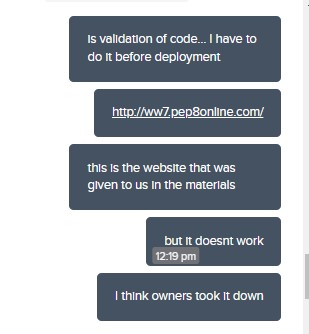 is validation of code... I have to
do it before deployment
http://ww7.pep8online.com/
this is the website that was
given to us in the materials
but it doesnt work
12:19 pm
I think owners took it down